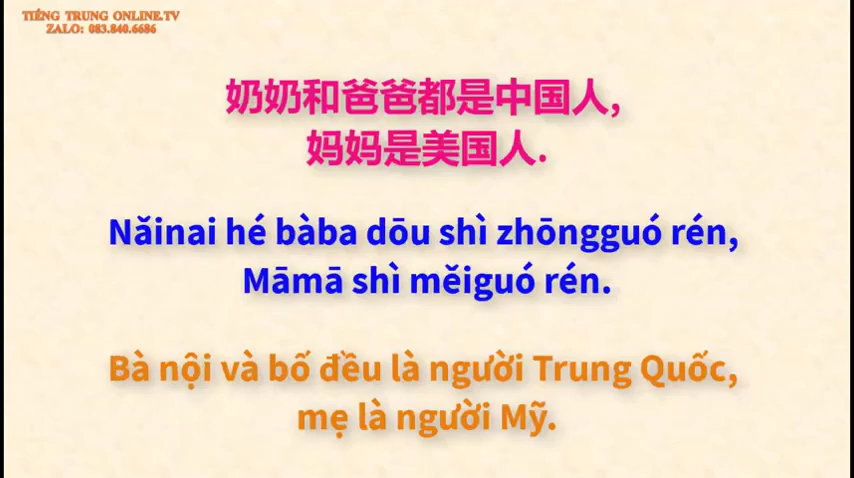 TIẾNG TRUNG ONLINE.TV
ZALO: 083.840.6686
奶奶和爸爸都是中国人,
妈妈是美国人.
Nǎinai hé bàba dōu shì zhōngguó rén,
Māmā shì měiguó rén.
Bà nội và bố đều là người Trung Quốc,
mẹ là người Mỹ.